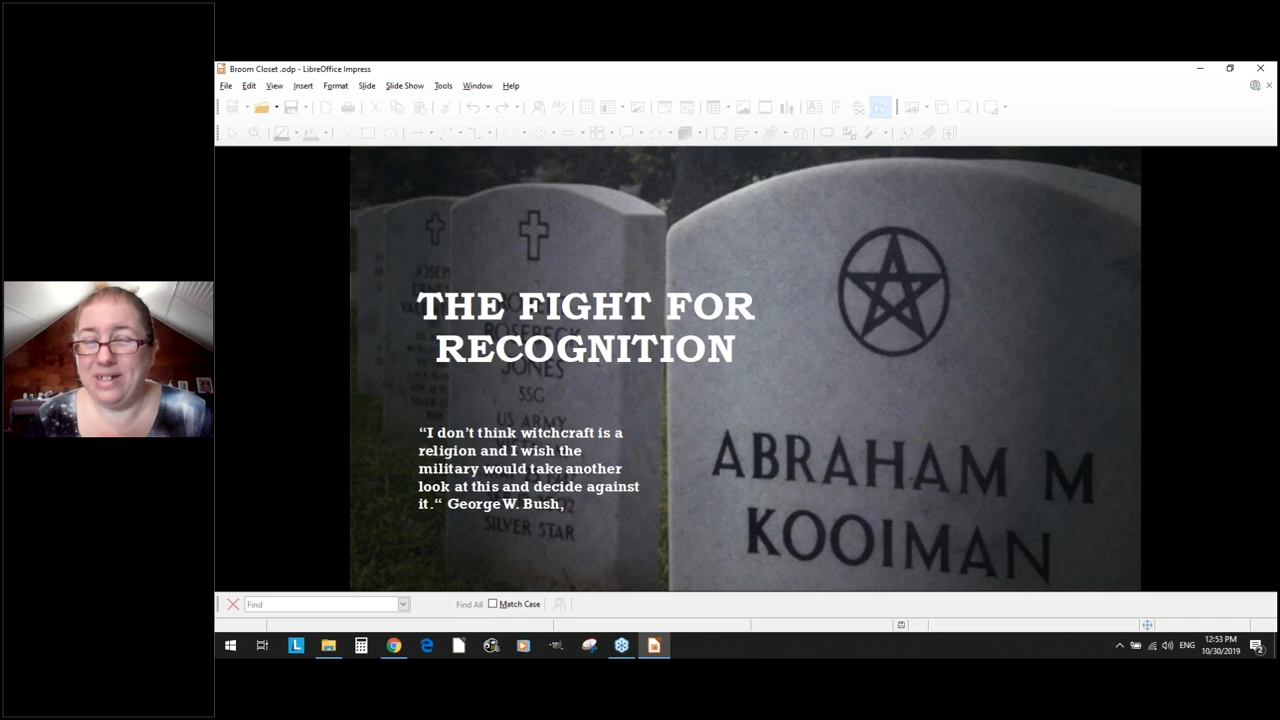 Broom Closet .odp - LibreOffice Impress
File Edit View Insert Format Slide Slide Show Tools Window Help
THE FIGHT FOR
RECOGNITION
“I don’t think witchcraft is a
religion and I wish the
military would take another
look at this and decide against
it.“ George W. Bush,
JONES
SSG
US ARMY
SILVER STAR
ABRAHAM M
KOOIMAN
Find
Find All
Match Case
ENG
12:53 PM
10/30/2019
2